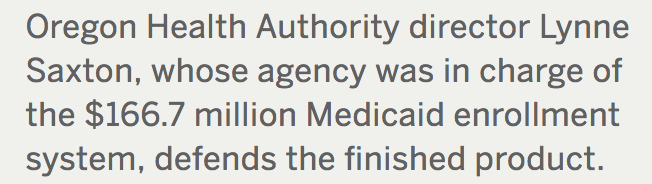 Oregon Health Authority director Lynne
Saxton, whose agency was in charge of
the $166.7 million Medicaid enrollment
system, defends the finished product.